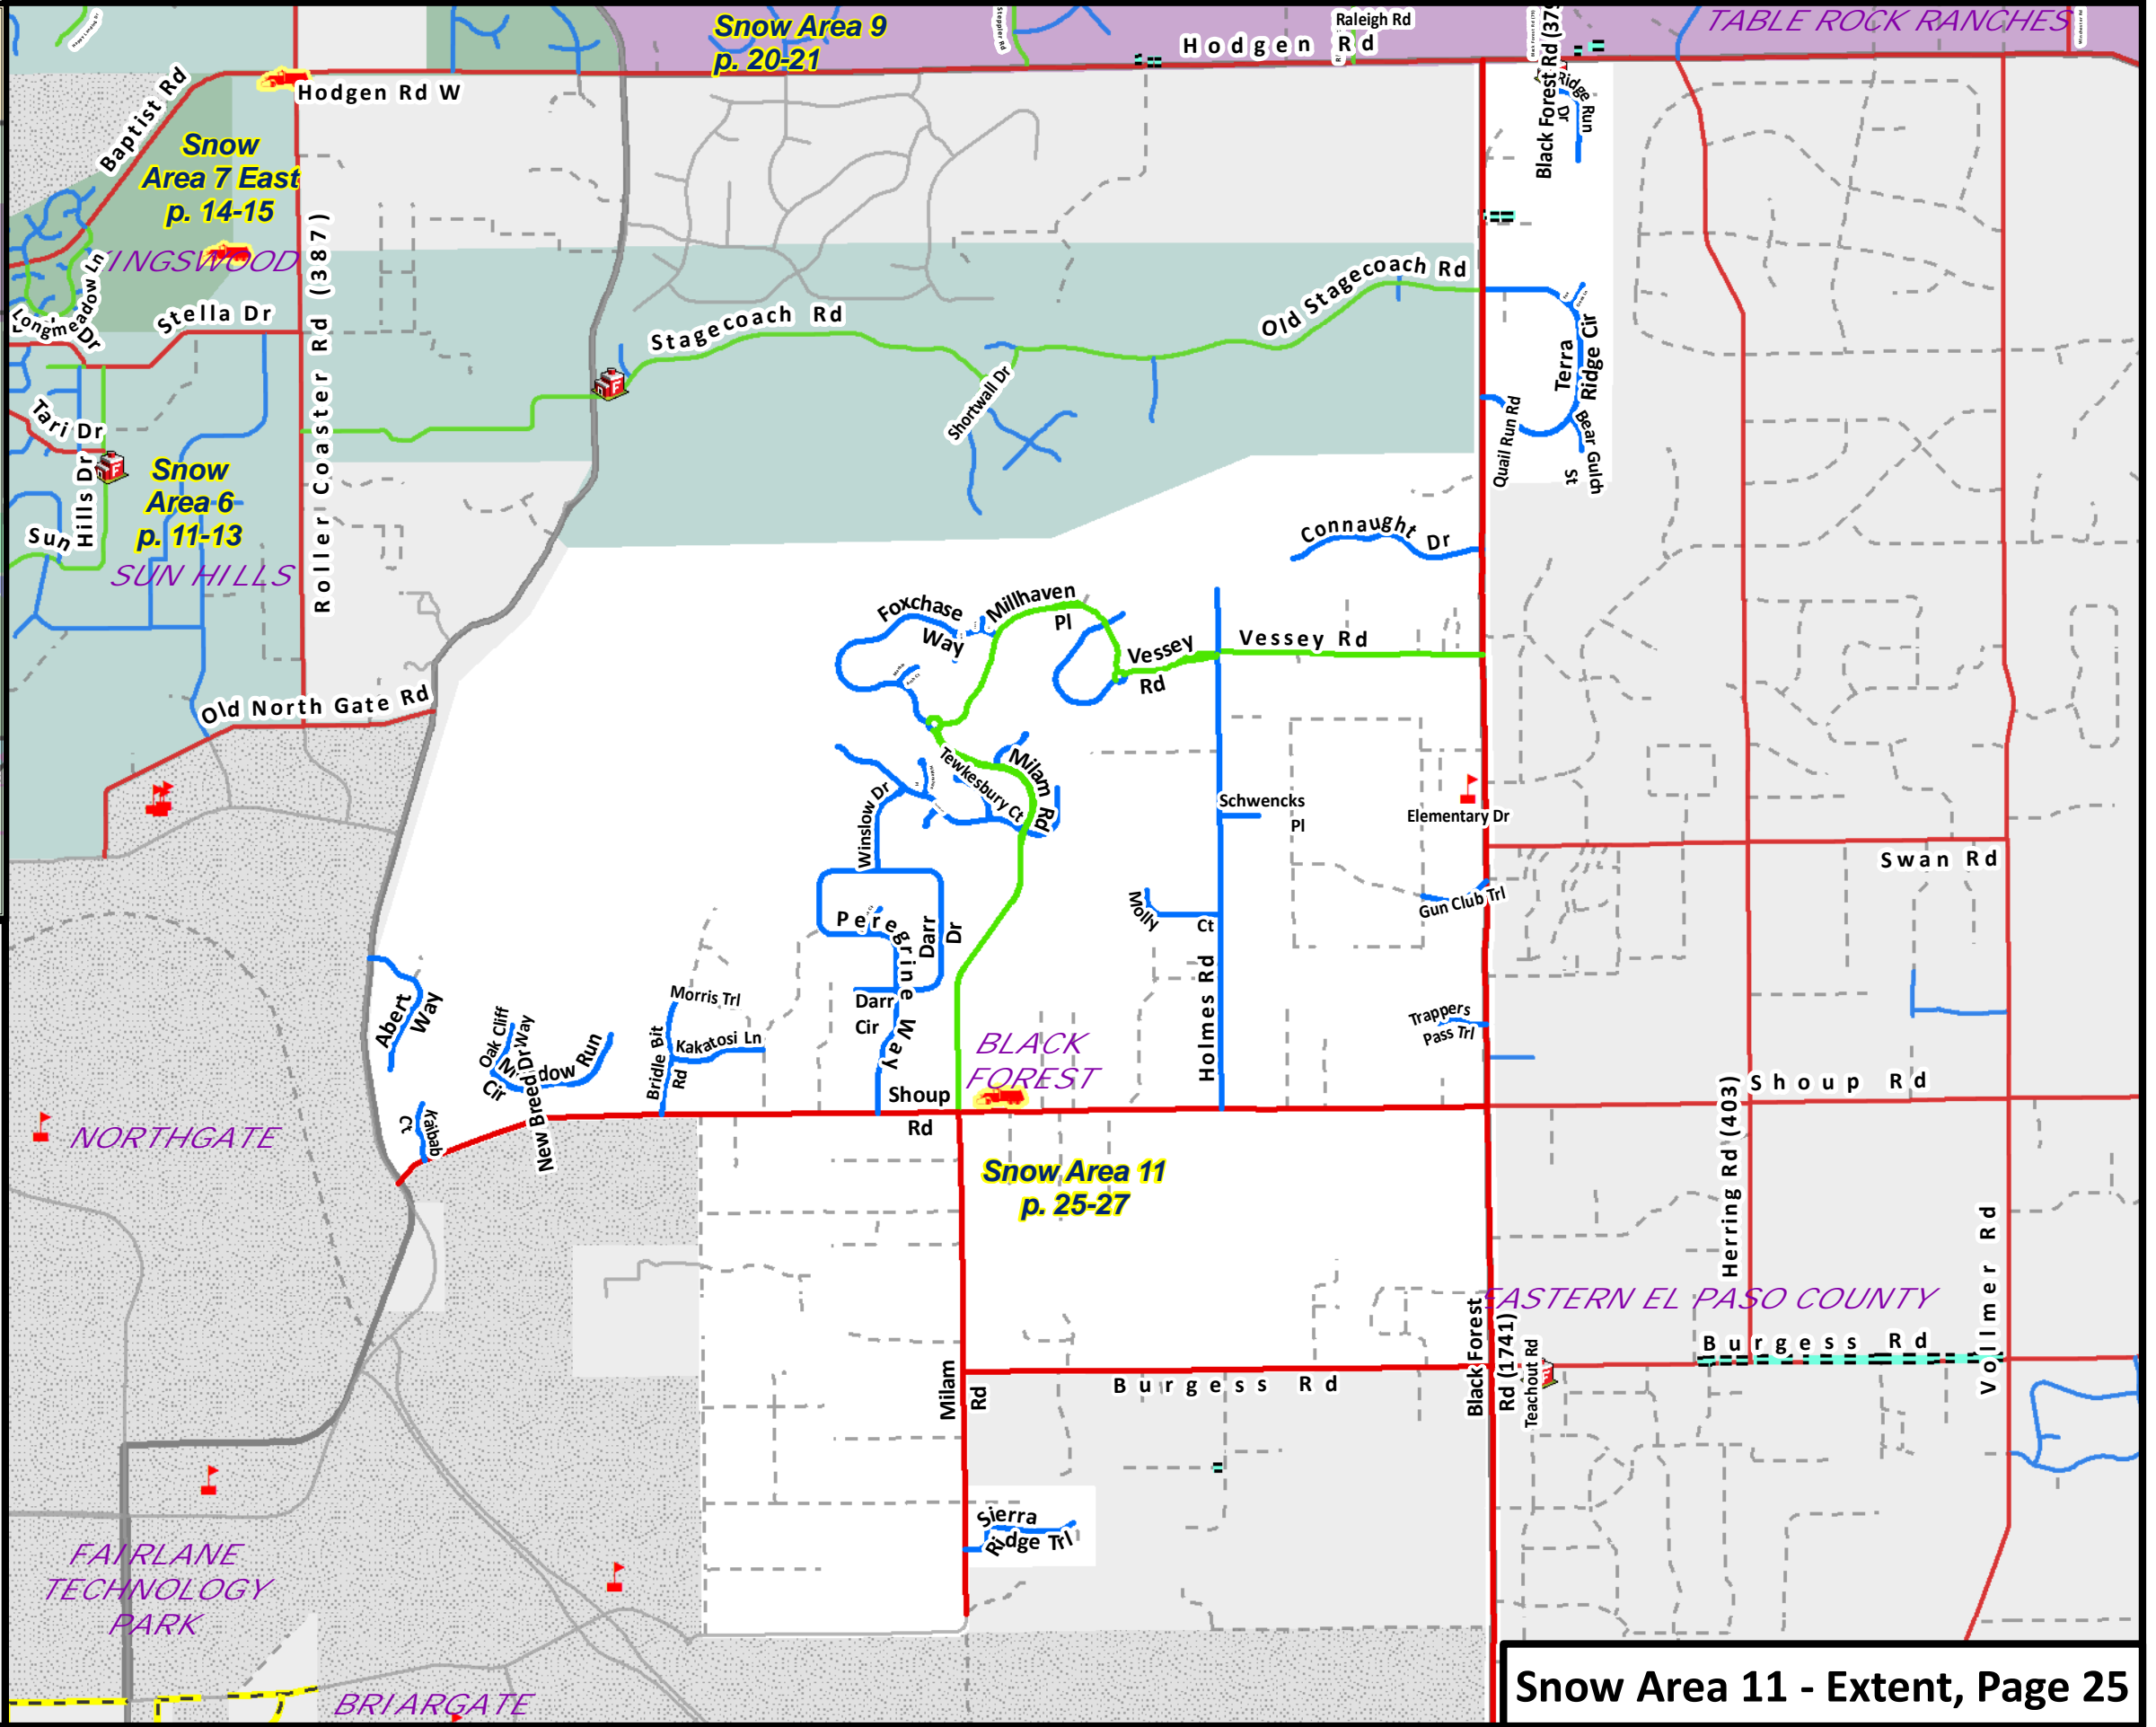 Snow Area 9
p. 20-21
Steppler Rd
Raleigh Rd
Hodgen Rd
TABLE ROCK RANCHES
Baptist Rd
Hodgen Rd W
Black Forest Rd (379
Ridge Run
Dr
Snow
Area 7 East
p. 14-15
INGSWOOD
Longmeadow Ln
Dr
Stella Dr
Roller Coaster Rd (3887)
Stagecoach Rd
Old Stagecoach Rd
Shortwall Dr
Terra
Ridge Cir
Quail Run Rd
Bear Gulch
St
Tari Dr
Snow
Area 6
p. 11-13
Sun
Hills Dr
SUN HILLS
Connaught Dr
Foxchase
Way
Millhaven
Pl
Vessey
Rd
Vessey Rd
Old North Gate Rd
Tewkesbury Ct
Milam Rd
Winslow Dr
Schwencks
Pl
Elementary Dr
Swan Rd
Gun Club Trl
Molly
Ct
Peregrine Way
Darr
Dr
Darr
Cir
Holmes Rd
Abert
Way
Oak Cliff
Way
Cir
Meadow Run
New Breed Dr
Morris Trl
Bridle Bit
Rd
Kakatosi Ln
Trappers
Pass Trl
BLACK
FOREST
Shoup
Rd
Shoup Rd
Kaibab
Ct
NORTHGATE
Snow Area 11
p. 25-27
Herring Rd (403)
Vollmer Rd
EASTERN EL PASO COUNTY
Burgess Rd
Milam
Rd
Burgess Rd
Black Forest
Rd (1741)
Teachout Rd
Sierra
Ridge Trl
FAIRLANE
TECHNOLOGY
PARK
BRIARGATE
Snow Area 11 - Extent, Page 25